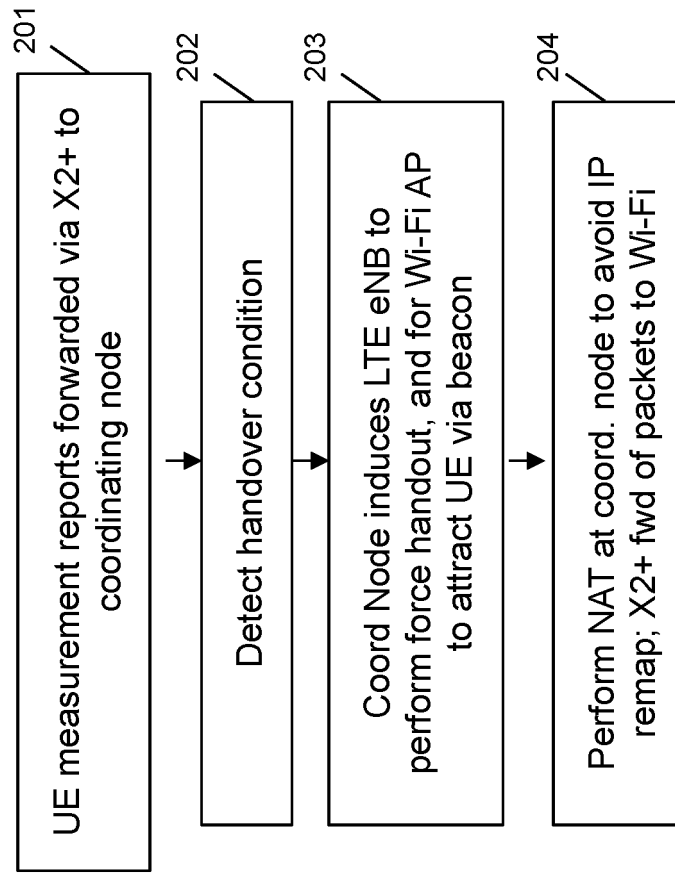 UE measurement reports forwarded via X2+ to
coordinating node
201
Detect handover condition
202
Coord Node induces LTE eNB to
perform force handout, and for Wi-Fi AP
to attract UE via beacon
203
Perform NAT at coord. node to avoid IP
remap; X2+ fwd of packets to Wi-Fi
204